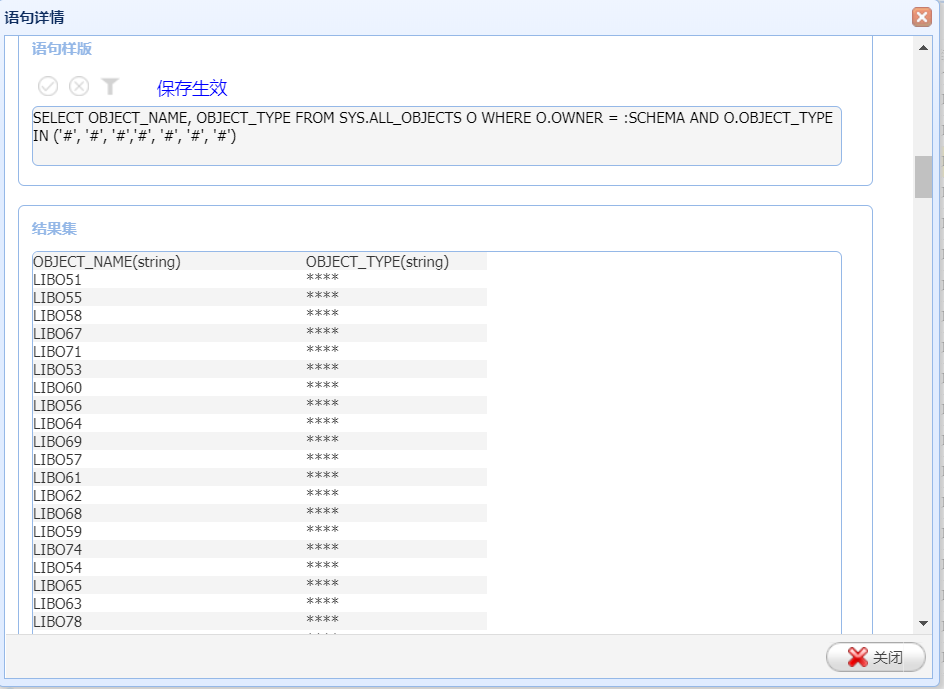 语句详情
语句样版
保存生效
SELECT OBJECT_NAME, OBJECT_TYPE FROM SYS.ALL_OBJECTS O WHERE O.OWNER = :SCHEMA AND O.OBJECT_TYPE
IN ('#', '#', '#','#', '#', '#', '#')
结果集
OBJECT_NAME(string) OBJECT_TYPE(string)
LIBO51 ****
LIBO55 ****
LIBO58 ****
LIBO67 ****
LIBO71 ****
LIBO53 ****
LIBO60 ****
LIBO56 ****
LIBO64 ****
LIBO69 ****
LIBO57 ****
LIBO61 ****
LIBO62 ****
LIBO68 ****
LIBO59 ****
LIBO74 ****
LIBO54 ****
LIBO65 ****
LIBO63 ****
LIBO78 ****
关闭